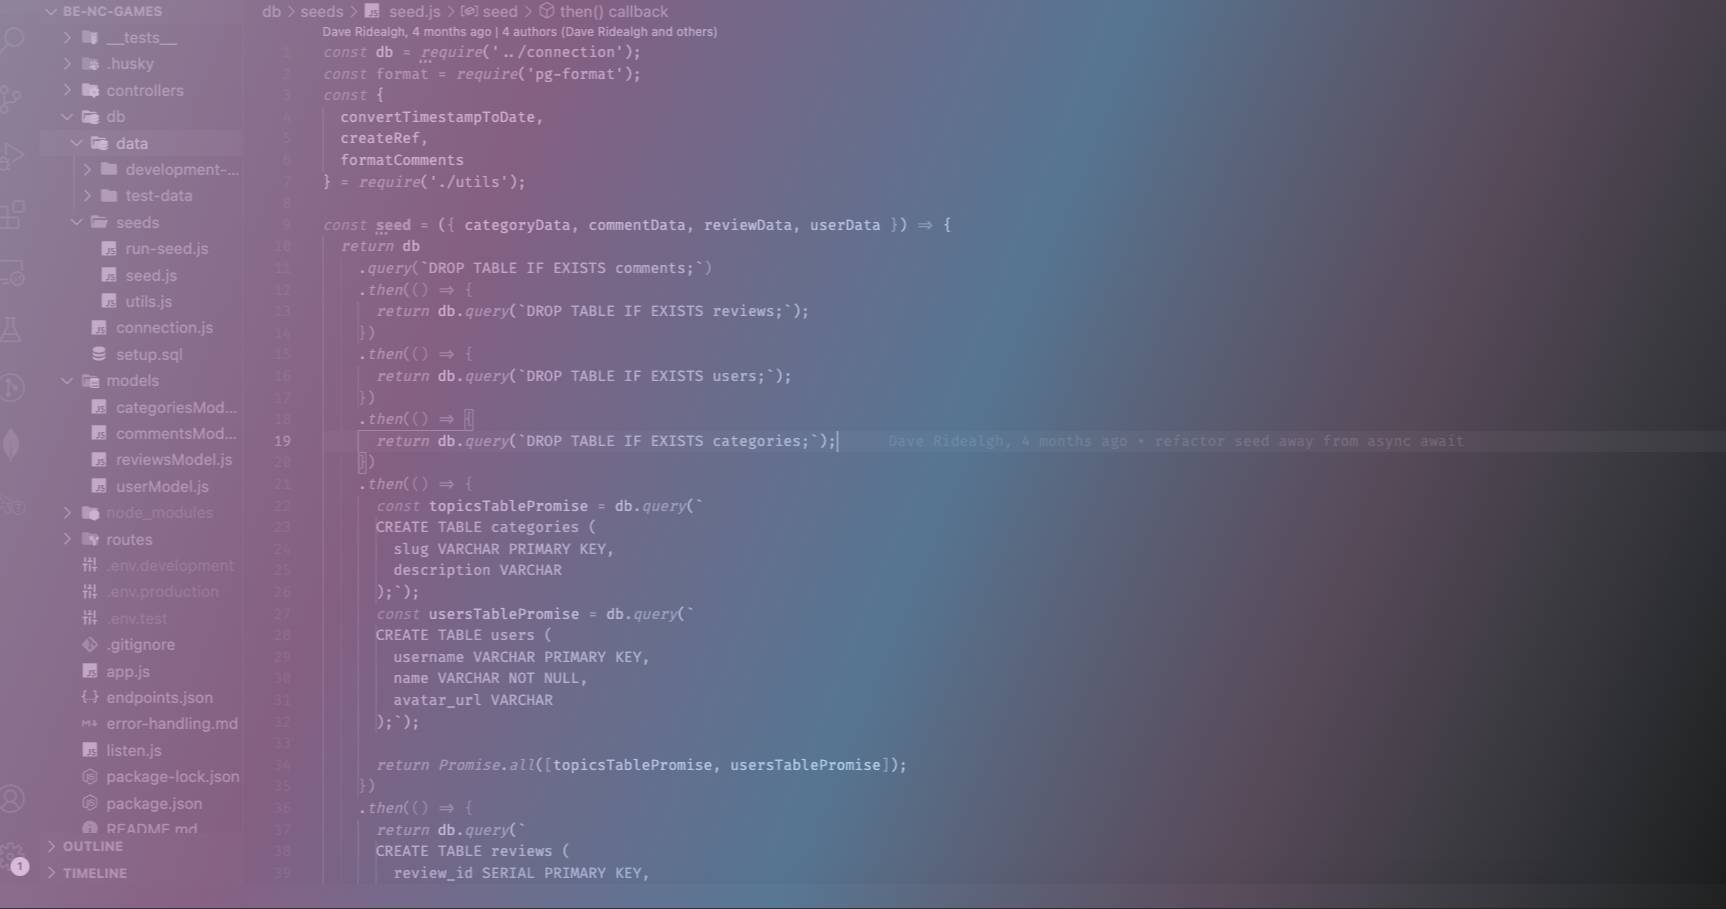 BE-NC-GAMES
__tests__
.husky
controllers
db
data
development-...
test-data
seeds
run-seed.js
seed.js
utils.js
connection.js
setup.sql
models
categoriesMod...
commentsMod...
reviewsModel.js
userModel.js
node_modules
routes
.env.development
.env.production
.env.test
.gitignore
app.js
endpoints.json
error-handling.md
listen.js
package-lock.json
package.json
README.md
OUTLINE
TIMELINE
1
db > seeds > JS seed.js > seed > then() callback
Dave Ridealgh, 4 months ago | 4 authors (Dave Ridealgh and others)
1 const db = require('../connection');
2 const format = require('pg-format');
3 const {
4 convertTimestampToDate,
5 createRef,
6 formatComments
7 } = require('./utils');
8
9 const seed = ({ categoryData, commentData, reviewData, userData }) => {
10 return db
11 .query(`DROP TABLE IF EXISTS comments;`)
12 .then(() => {
13 return db.query(`DROP TABLE IF EXISTS reviews;`);
14 })
15 .then(() => {
16 return db.query(`DROP TABLE IF EXISTS users;`);
17 })
18 .then(() => {
19 return db.query(`DROP TABLE IF EXISTS categories;`); Dave Ridealgh, 4 months ago • refactor seed away from async await
20 })
21 .then(() => {
22 const topicsTablePromise = db.query(`
23 CREATE TABLE categories (
24 slug VARCHAR PRIMARY KEY,
25 description VARCHAR
26 );`);
27 const usersTablePromise = db.query(`
28 CREATE TABLE users (
29 username VARCHAR PRIMARY KEY,
30 name VARCHAR NOT NULL,
31 avatar_url VARCHAR
32 );`);
33
34 return Promise.all([topicsTablePromise, usersTablePromise]);
35 })
36 .then(() => {
37 return db.query(`
38 CREATE TABLE reviews (
39 review_id SERIAL PRIMARY KEY,